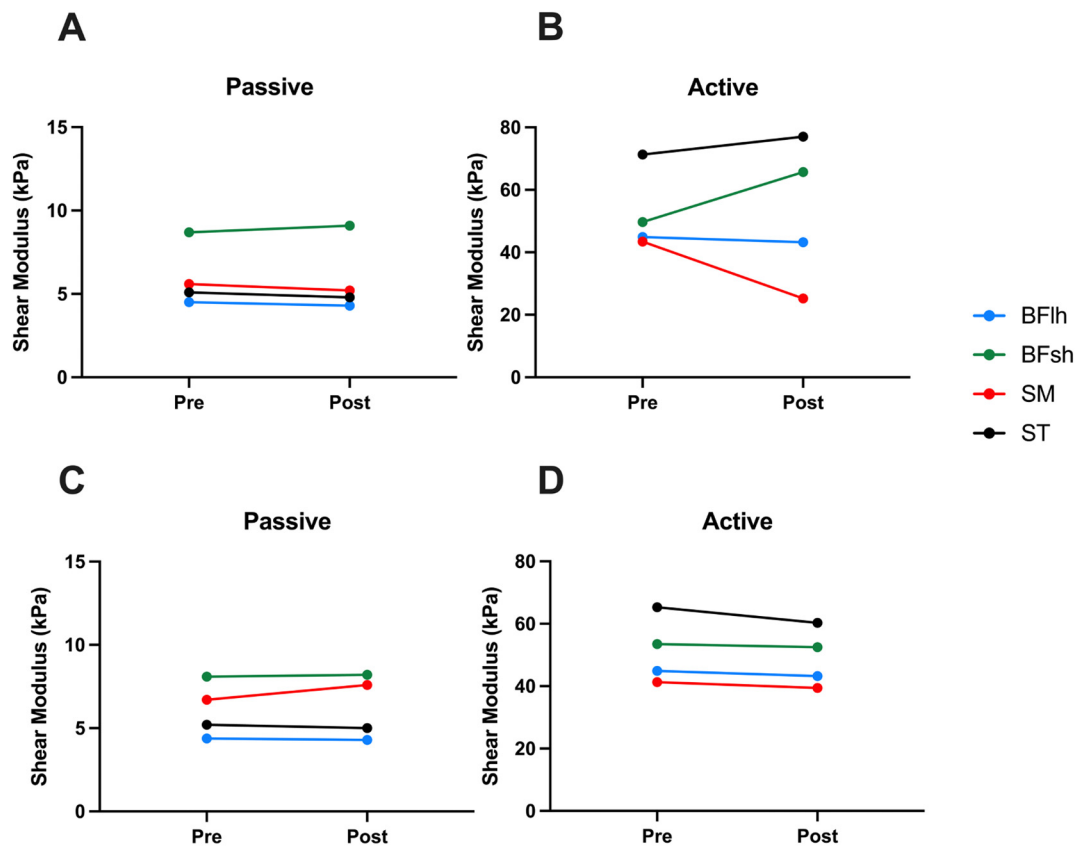 A
B
Passive
Active
Shear Modulus (kPa)
15
10
5
0
Pre
Post
Shear Modulus (kPa)
80
60
40
20
0
Pre
Post
BFlh
BFsh
SM
ST
C
D
Passive
Active
Shear Modulus (kPa)
15
10
5
0
Pre
Post
Shear Modulus (kPa)
80
60
40
20
0
Pre
Post